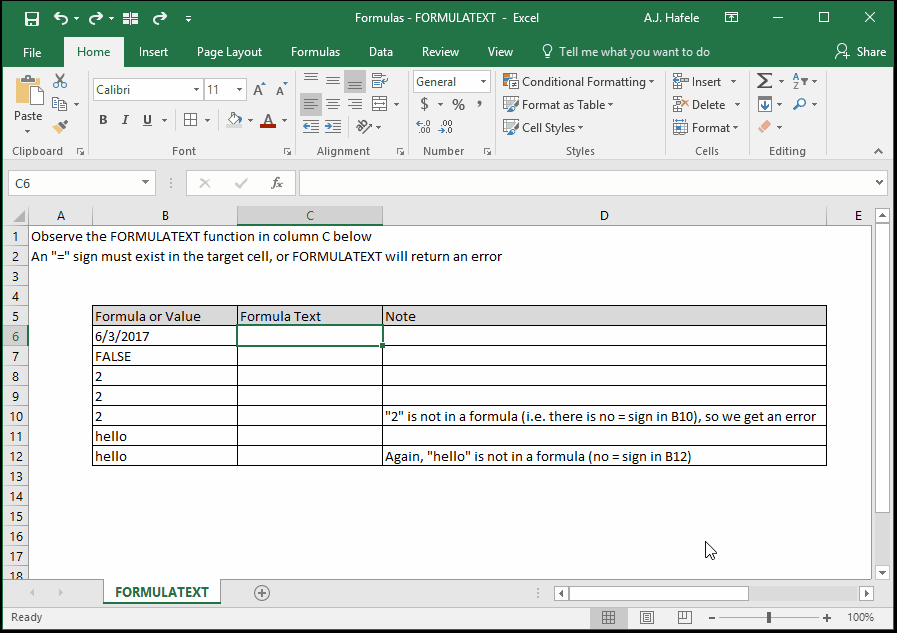 Formulas - FORMULATEXT - Excel
A.J. Hafele
File Home Insert Page Layout Formulas Data Review View Tell me what you want to do Share
Calibri 11 General Conditional Formatting Insert
Paste $ % , Format as Table Delete
B I U A Cell Styles Format
Clipboard Font Alignment Number Styles Cells Editing
C6 fx
A B C D E
1 Observe the FORMULATEXT function in column C below
2 An "=" sign must exist in the target cell, or FORMULATEXT will return an error
3
4
5 Formula or Value Formula Text Note
6 6/3/2017
7 FALSE
8 2
9 2
10 2 "2" is not in a formula (i.e. there is no = sign in B10), so we get an error
11 hello
12 hello Again, "hello" is not in a formula (no = sign in B12)
13
14
15
16
17
18
FORMULATEXT
Ready 100%